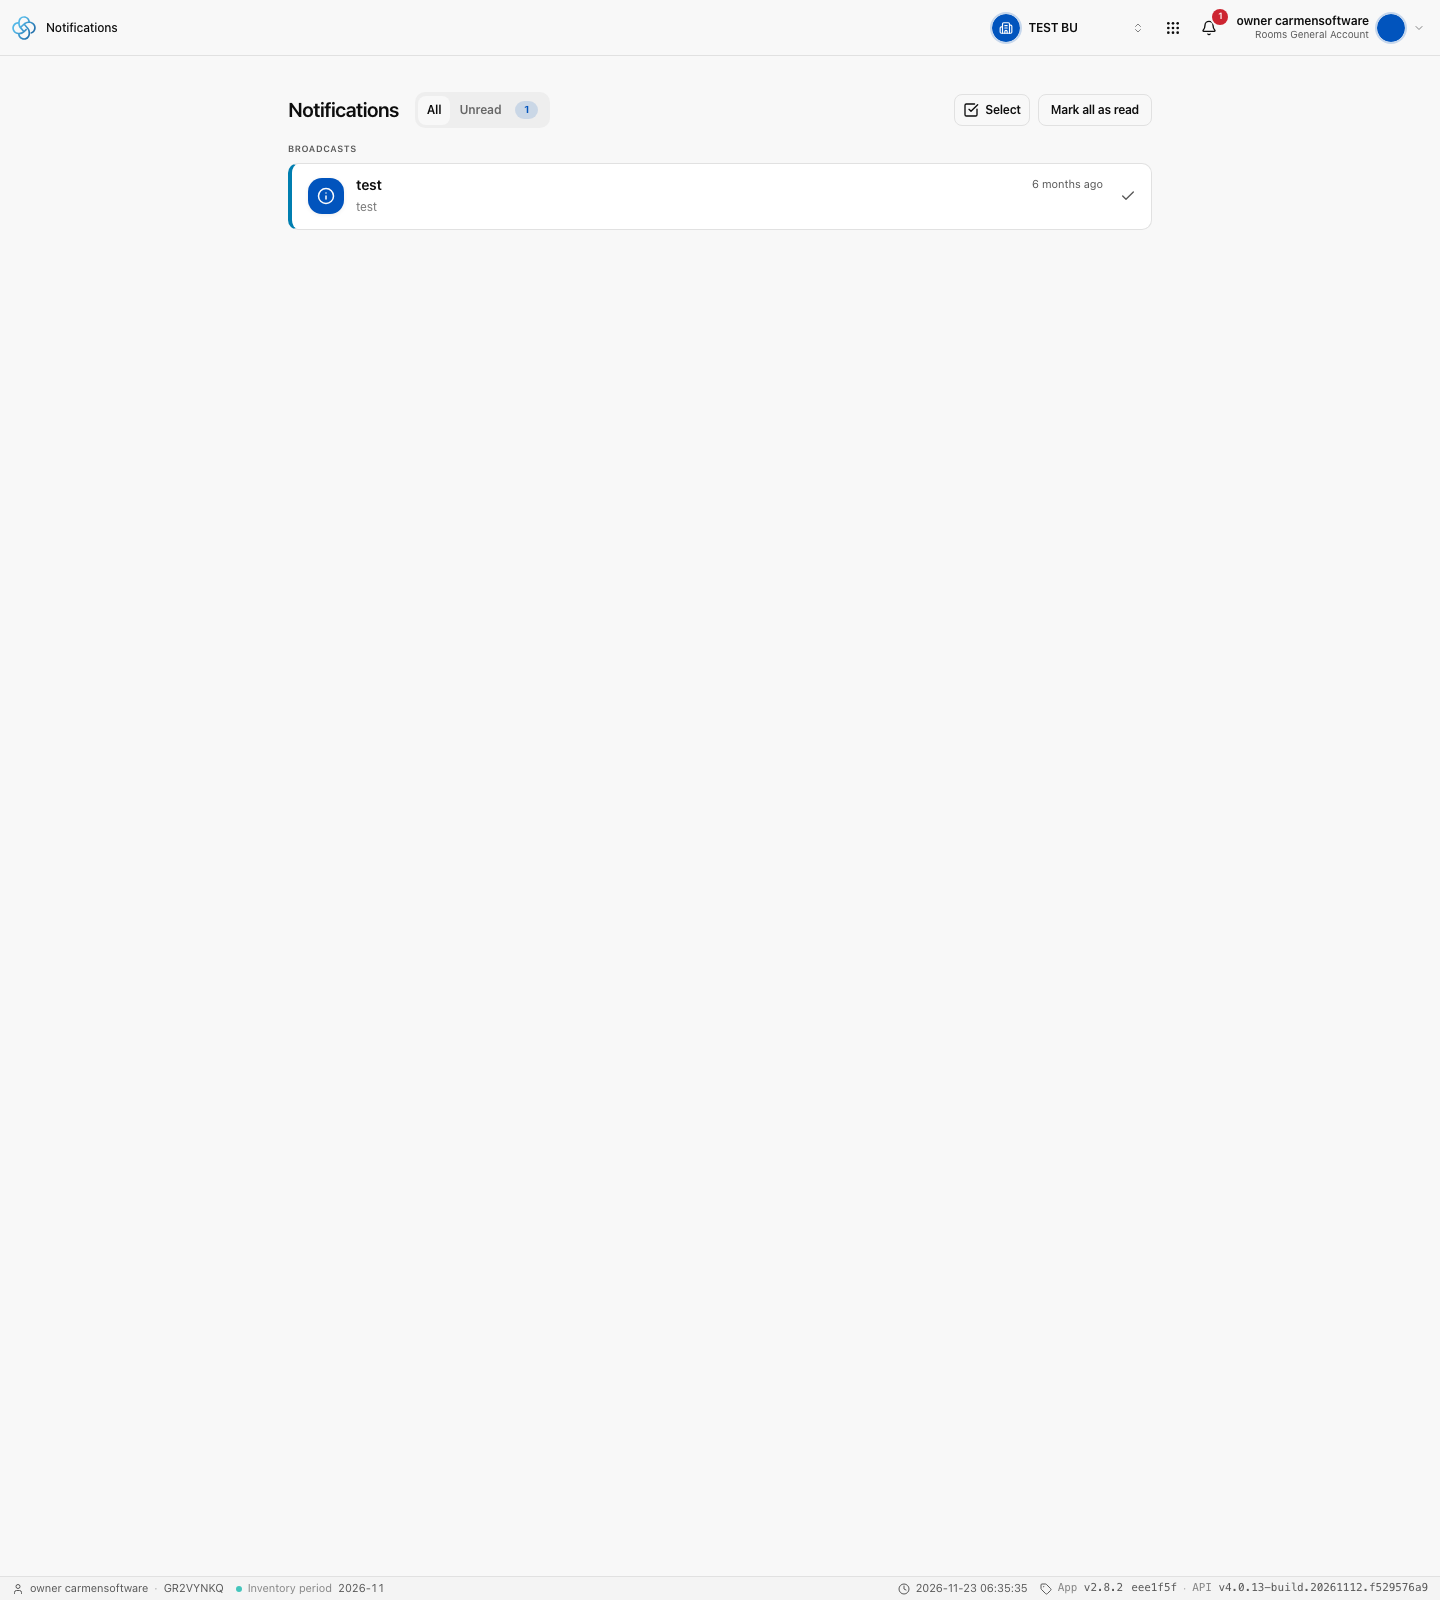 Notifications
TEST BU
1
owner carmensoftware
Rooms General Account
Notifications
All
Unread
1
Select
Mark all as read
BROADCASTS
test
6 months ago
test
owner carmensoftware · GR2VYNKQ
Inventory period 2026-11
2026-11-23 06:35:35
App v2.8.2 eee1f5f · API v4.0.13-build.20261112.f529576a9